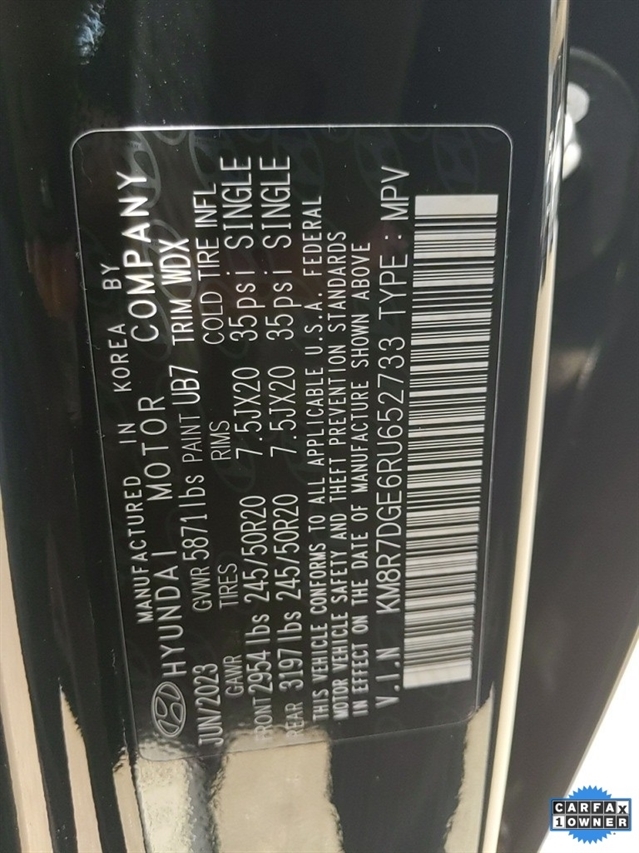 MANUFACTURED IN KOREA BY
HYUNDAI MOTOR COMPANY
JUN/2023 GVWR 5871lbs PAINT UB7 TRIM WDX
GAWR TIRES RMS COLD TIRE INFL
FRONT 2954 lbs 245/50R20 7.5JX20 35psi SINGLE
REAR 3197 lbs 245/50R20 7.5JX20 35psi SINGLE
THIS VEHICLE CONFORMS TO ALL APPLICABLE U.S.A. FEDERAL
MOTOR VEHICLE SAFETY AND THEFT PREVENTION STANDARDS
IN EFFECT ON THE DATE OF MANUFACTURE SHOWN ABOVE
V.I.N KM8R7DGE6RU652733 TYPE : MPV
CARFAX
1 OWNER